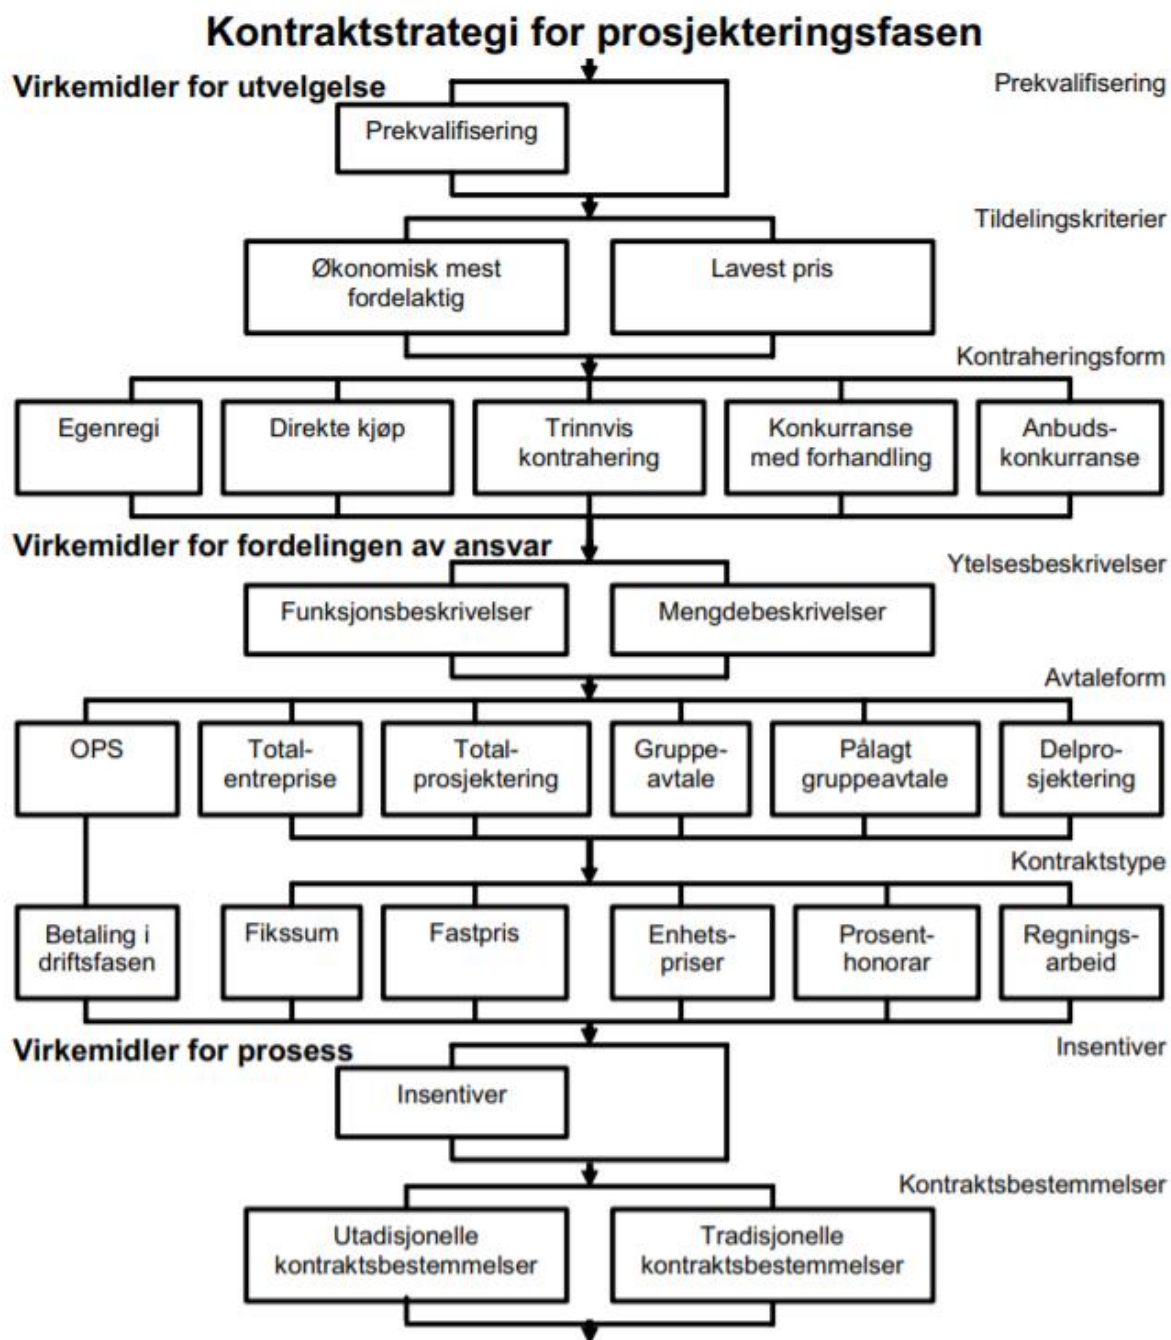 Kontraktstrategi for prosjekteringsfasen
Virkemidler for utvelgelse
Prekvalifisering
Prekvalifisering
Tildelingskriterier
Økonomisk mest
fordelaktig
Lavest pris
Kontraheringsform
Egenregi
Direkte kjøp
Trinnvis
kontrahering
Konkurranse
med forhandling
Anbuds-
konkurranse
Virkemidler for fordelingen av ansvar
Ytelsesbeskrivelser
Funksjonsbeskrivelser
Mengdebeskrivelser
Avtaleform
OPS
Total-
entreprise
Total-
prosjektering
Gruppe-
avtale
Pålagt
gruppeavtale
Delpro-
sjektering
Kontraktstype
Betaling i
driftsfasen
Fikssum
Fastpris
Enhets-
priser
Prosent-
honorar
Regnings-
arbeid
Virkemidler for prosess
Insentiver
Insentiver
Kontraktsbestemmelser
Utadisjonelle
kontraktsbestemmelser
Tradisjonelle
kontraktsbestemmelser